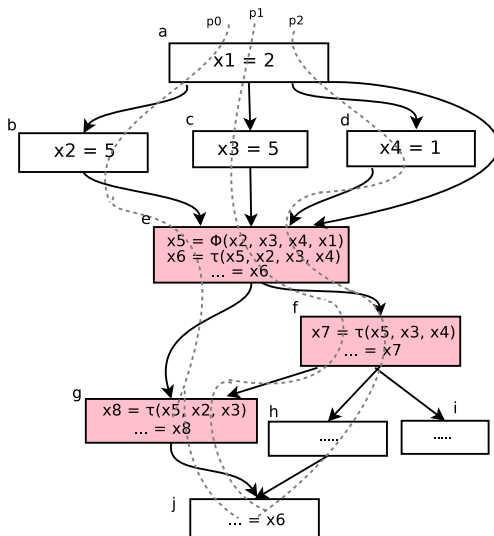 p0 p1 p2
a
x1 = 2
b
c
d
x2 = 5
x3 = 5
x4 = 1
e
x5 = Φ(x2, x3, x4, x1)
x6 = τ(x5, x2, x3, x4)
... = x6
f
x7 = τ(x5, x3, x4)
... = x7
g
x8 = τ(x5, x2, x3)
... = x8
h
.....
i
.....
j
... = x6